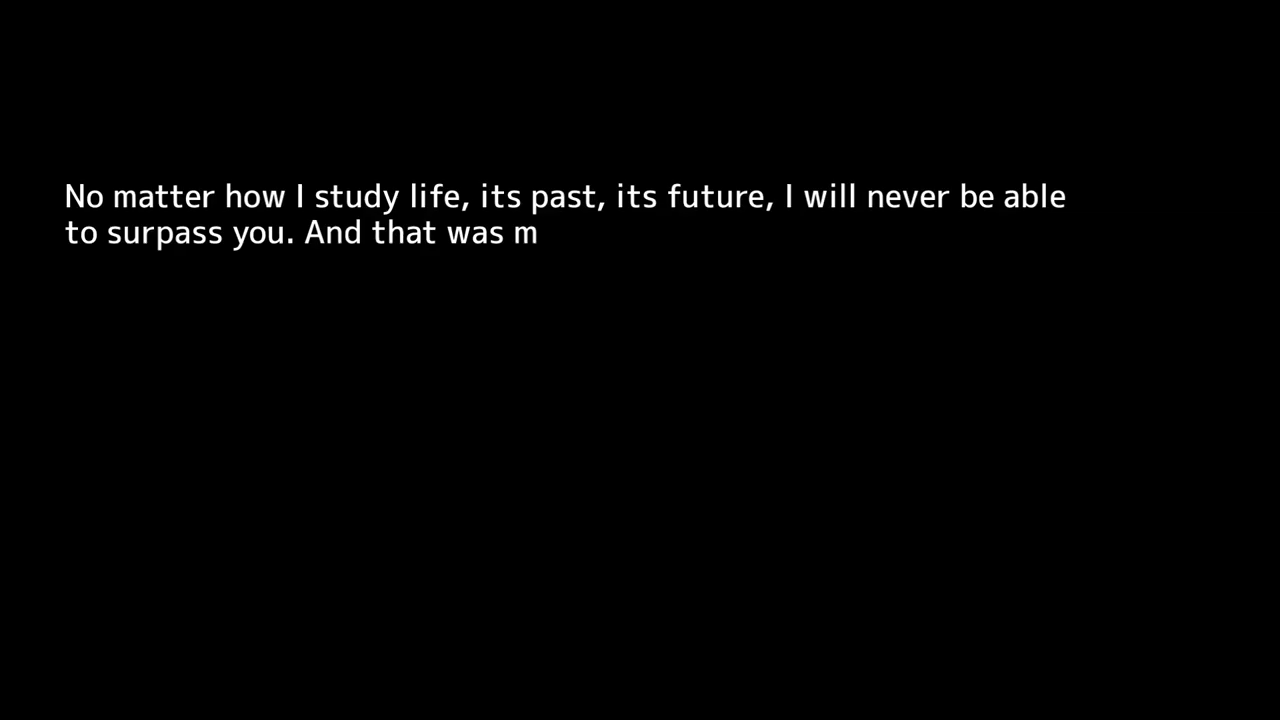 No matter how I study life, its past, its future, I will never be able
to surpass you. And that was m